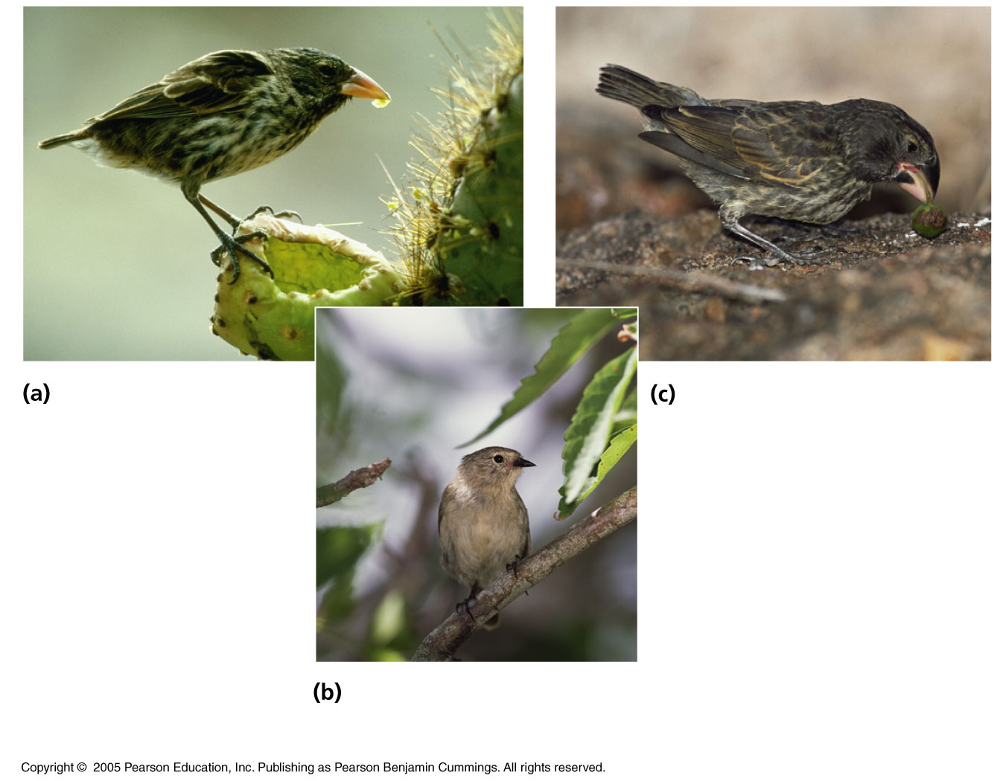 (a)
(c)
(b)
Copyright © 2005 Pearson Education, Inc. Publishing as Pearson Benjamin Cummings. All rights reserved.